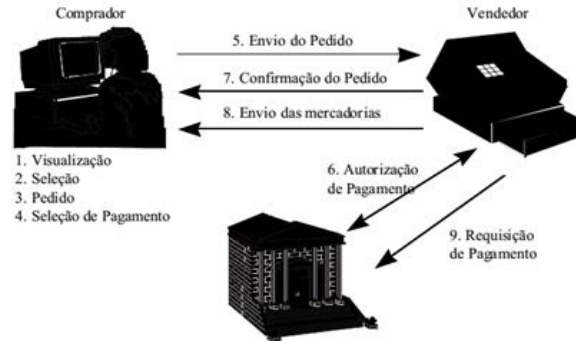 Comprador
Vendedor
5. Envio do Pedido
7. Confirmação do Pedido
8. Envio das mercadorias
1. Visualização
2. Seleção
3. Pedido
4. Seleção de Pagamento
6. Autorização
de Pagamento
9. Requisição
de Pagamento